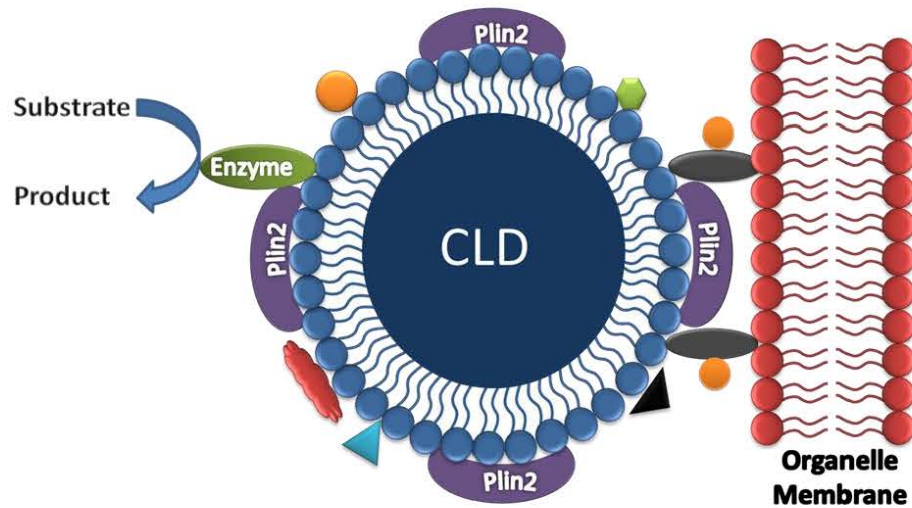 Plin2
Substrate
Enzyme
Product
Plin2
CLD
Plin2
Plin2
Organelle
Membrane